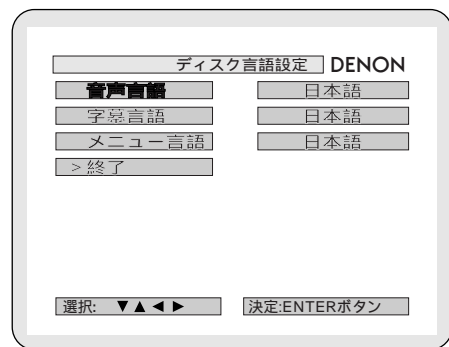 ディスク言語設定 DENON
音声言語 日本語
字幕言語 日本語
メニュー言語 日本語
>終了
選択: ▼▲◀▶ 決定:ENTERボタン